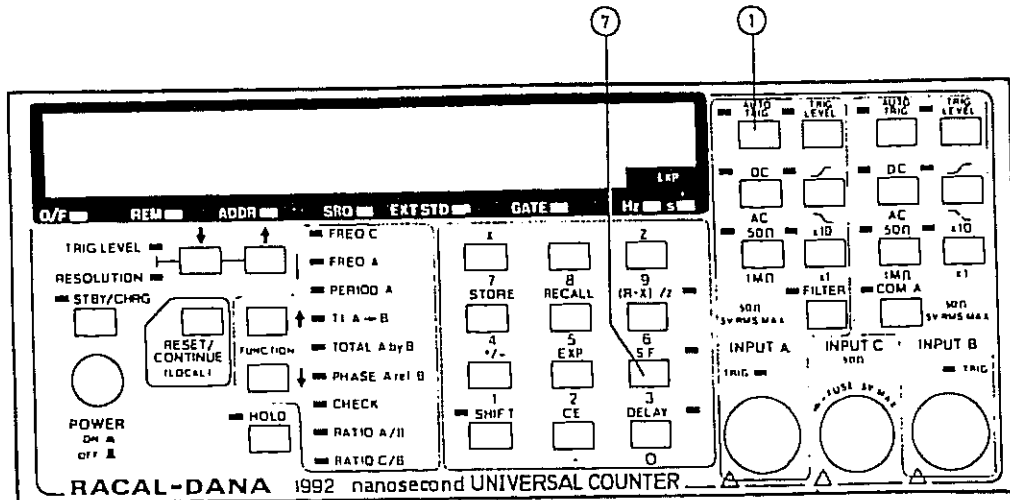 7
1
AUTO TRIG
TRIG LEVEL
AUTO TRIG
TRIG LEVEL
EXP
O/F
REM
ADDR
SRQ
EXT STD
GATE
Hz
s
DC
DC
AC
AC
50Ω
x10
50Ω
x10
1MΩ
x1
1MΩ
x1
TRIG LEVEL
RESOLUTION
STBY/CHRG
RESET/
CONTINUE
(LOCAL)
FUNCTION
POWER
ON
OFF
HOLD
FREQ C
FREQ A
PERIOD A
T.I. A→B
TOTAL A by B
PHASE A rel B
CHECK
RATIO A/B
RATIO C/B
X
Z
7
8
9
STORE
RECALL
(R-X)/Z
4
5
6
+/-
EXP
SF
1
2
3
SHIFT
CE
DELAY
.
0
FILTER
COM A
50Ω
5V RMS MAX
50Ω
5V RMS MAX
INPUT A
INPUT C
50Ω
INPUT B
TRIG
FUSE 5V MAX
TRIG
RACAL-DANA 1992 nanosecond UNIVERSAL COUNTER